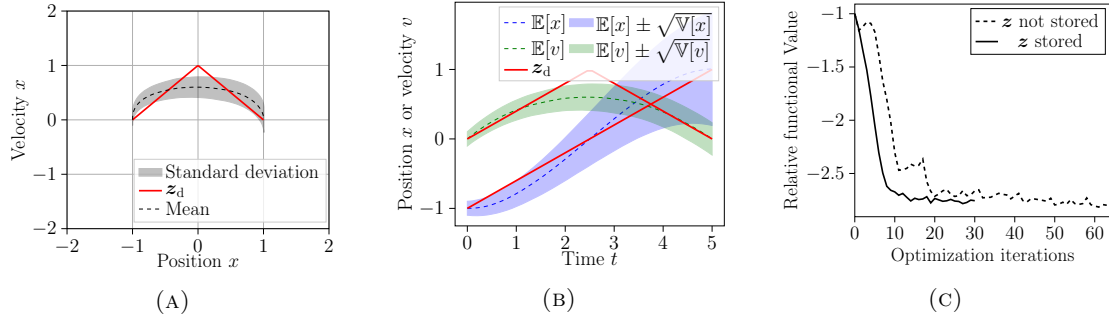 2
1
0
−1
−2
−2
−1
0
1
2
Velocity x
Position x
Standard deviation
z_d
Mean
(A)
E[x]
E[x] ± √V[x]
E[v]
E[v] ± √V[v]
z_d
1
0
−1
0
1
2
3
4
5
Position x or velocity v
Time t
(B)
z not stored
z stored
−1
−1.5
−2
−2.5
0
10
20
30
40
50
60
Relative functional Value
Optimization iterations
(C)